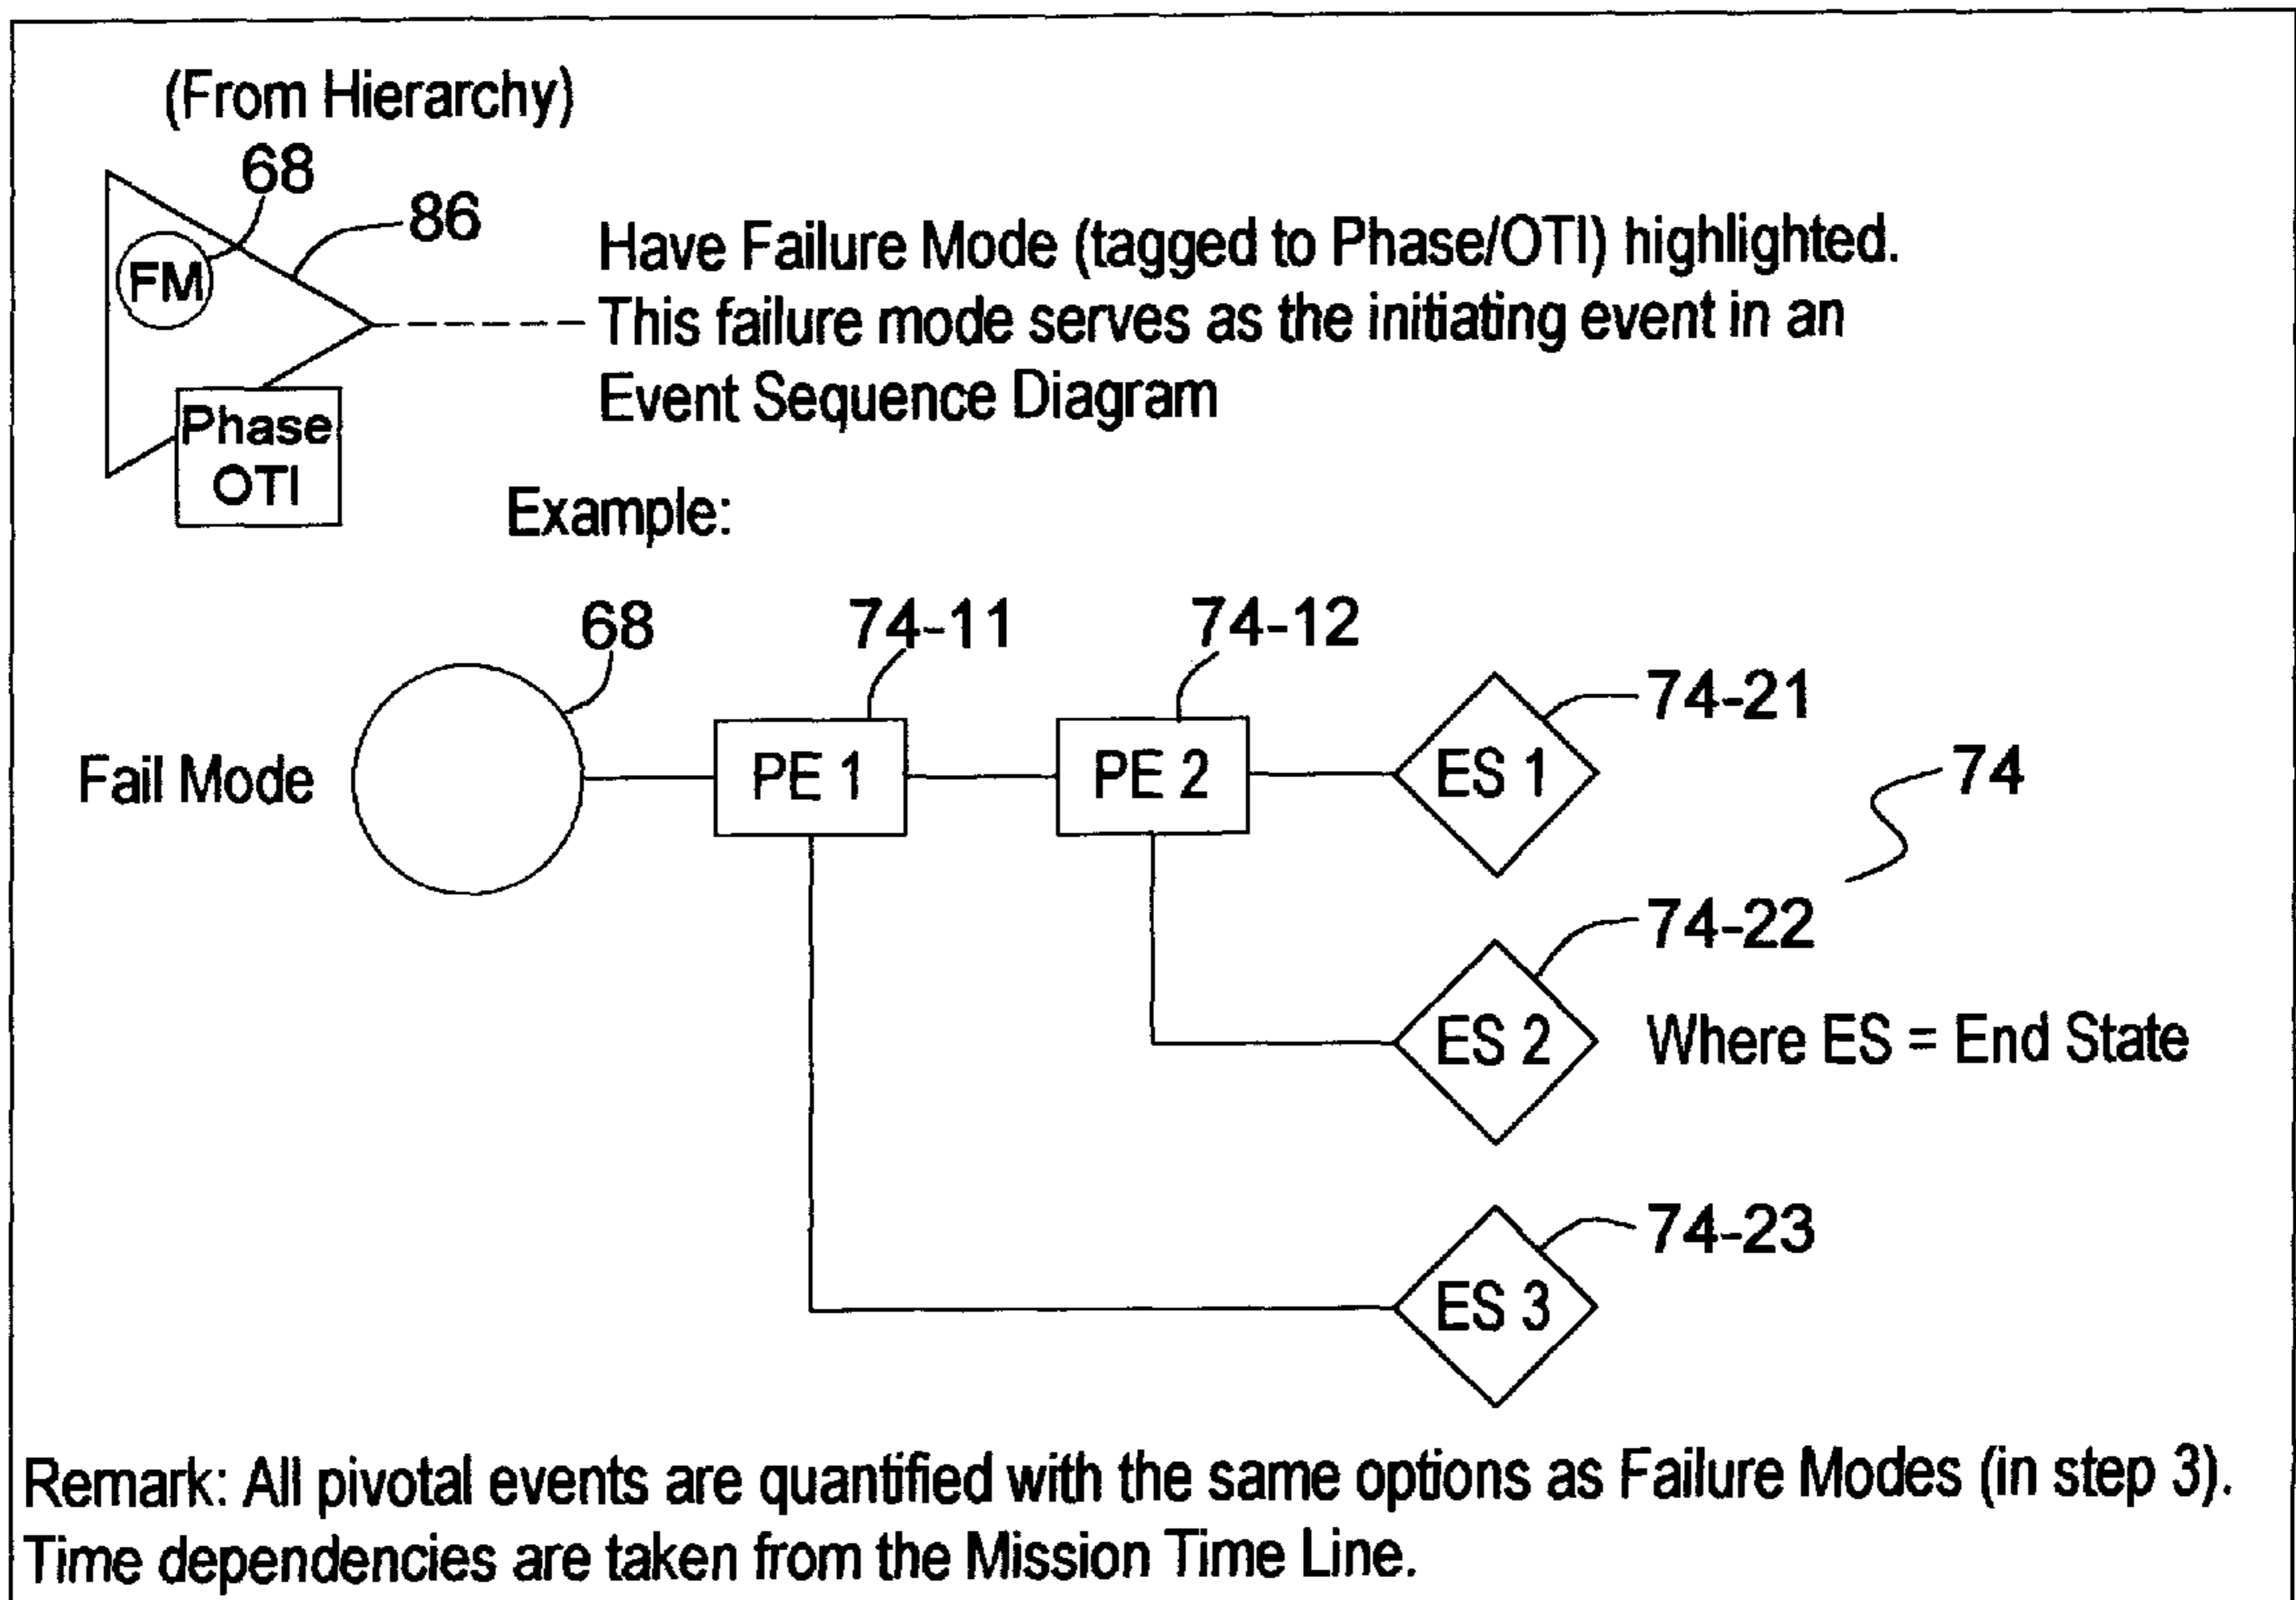 (From Hierarchy)
68
86
FM
Have Failure Mode (tagged to Phase/OTI) highlighted.
This failure mode serves as the initiating event in an
Event Sequence Diagram
Phase
OTI
Example:
68
74-11
74-12
74-21
Fail Mode
PE 1
PE 2
ES 1
74
74-22
ES 2
Where ES = End State
74-23
ES 3
Remark: All pivotal events are quantified with the same options as Failure Modes (in step 3).
Time dependencies are taken from the Mission Time Line.